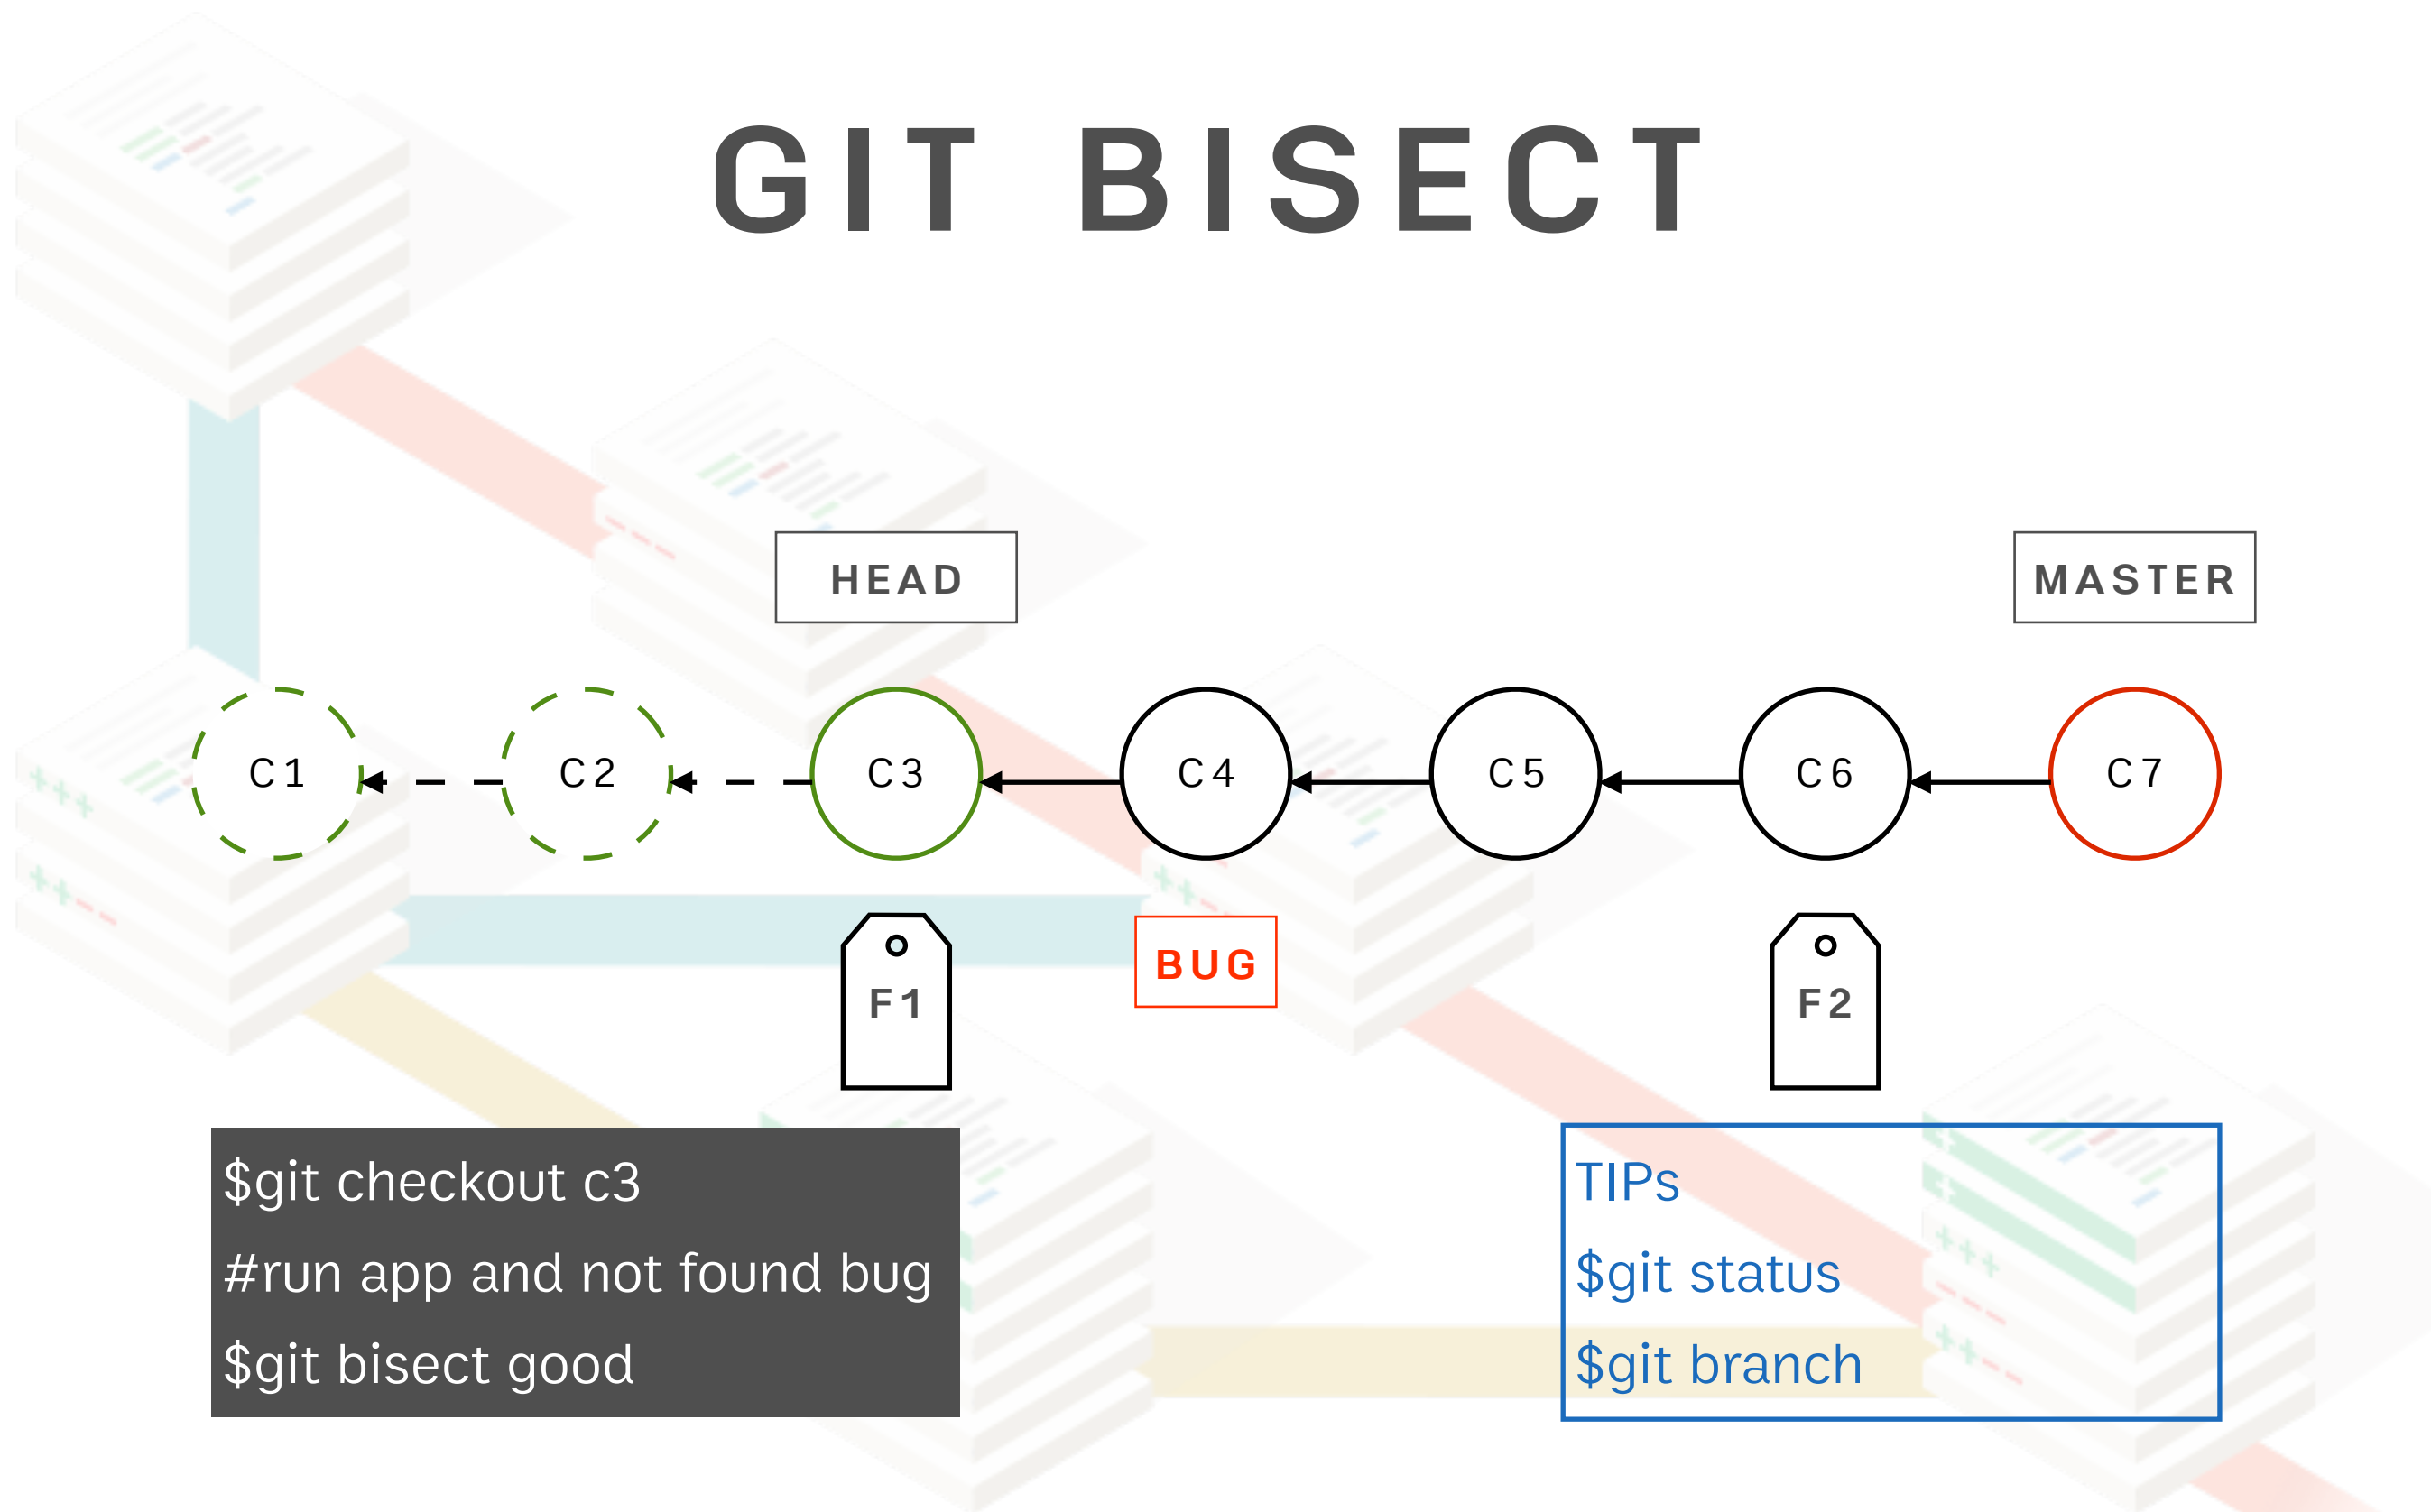 GIT BISECT
HEAD
MASTER
C1
C2
C3
C4
C5
C6
C7
F1
BUG
F2
$git checkout c3
#run app and not found bug
$git bisect good
TIPs
$git status
$git branch